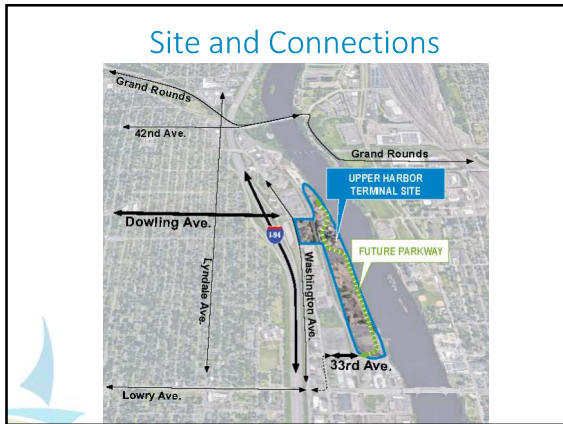 Site and Connections
Grand Rounds
42nd Ave.
Grand Rounds
UPPER HARBOR
TERMINAL SITE
Dowling Ave.
I-94
FUTURE PARKWAY
Lyndale Ave.
Washington Ave.
33rd Ave.
Lowry Ave.